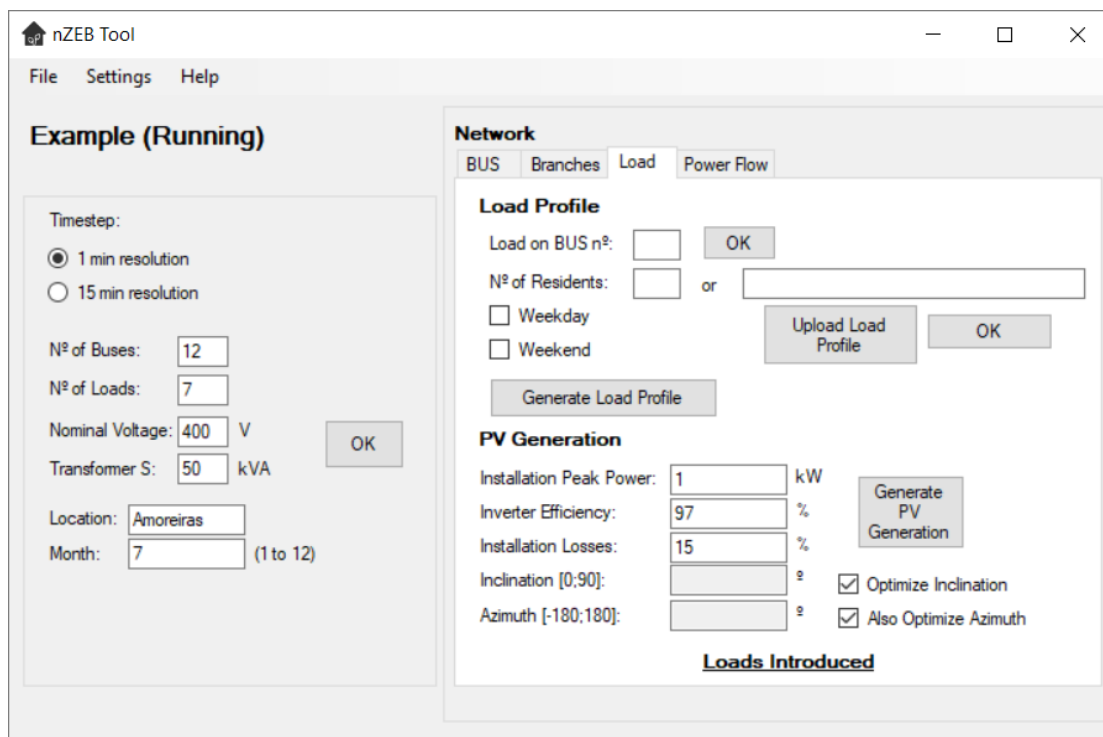 nZEB Tool
File Settings Help
Example (Running)
Timestep:
1 min resolution
15 min resolution
Nº of Buses: 12
Nº of Loads: 7
Nominal Voltage: 400 V
Transformer S: 50 kVA
OK
Location: Amoreiras
Month: 7 (1 to 12)
Network
BUS Branches Load Power Flow
Load Profile
Load on BUS nº: OK
Nº of Residents: or
Weekday
Weekend
Upload Load
Profile
OK
Generate Load Profile
PV Generation
Installation Peak Power: 1 kW
Inverter Efficiency: 97 %
Installation Losses: 15 %
Generate
PV
Generation
Inclination [0;90]: º Optimize Inclination
Azimuth [-180;180]: º Also Optimize Azimuth
Loads Introduced